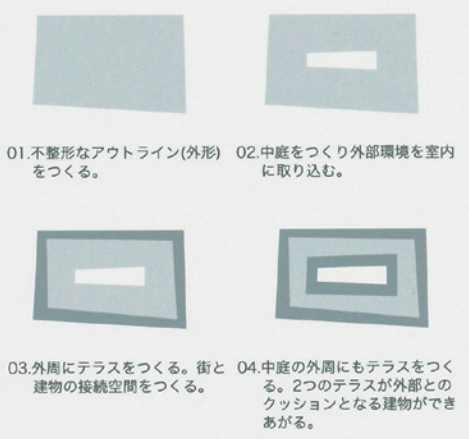 01.不整形なアウトライン(外形)
をつくる。
02.中庭をつくり外部環境を室内
に取り込む。
03.外周にテラスをつくる。街と
建物の接続空間をつくる。
04.中庭の外周にもテラスをつく
る。2つのテラスが外部との
クッションとなる建物ができ
あがる。